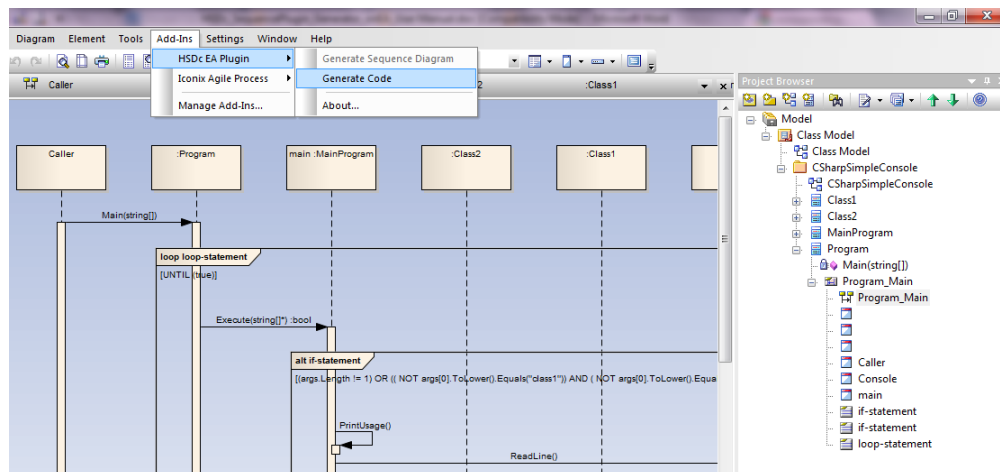 Diagram Element Tools Add-Ins Settings Window Help
HSDc EA Plugin
Generate Sequence Diagram
Iconix Agile Process
Generate Code
Manage Add-Ins...
About...
Caller
2
:Class1
Project Browser
Caller
:Program
main :MainProgram
:Class2
:Class1
Main(string[])
loop loop-statement
[UNTIL (true)]
Execute(string[]*) :bool
alt if-statement
[(args.Length != 1) OR (( NOT args[0].ToLower().Equals("class1")) AND ( NOT args[0].ToLower().Equa
PrintUsage()
ReadLine()
Model
Class Model
Class Model
CSharpSimpleConsole
CSharpSimpleConsole
Class1
Class2
MainProgram
Program
Main(string[])
Program_Main
Program_Main
Caller
Console
main
if-statement
if-statement
loop-statement